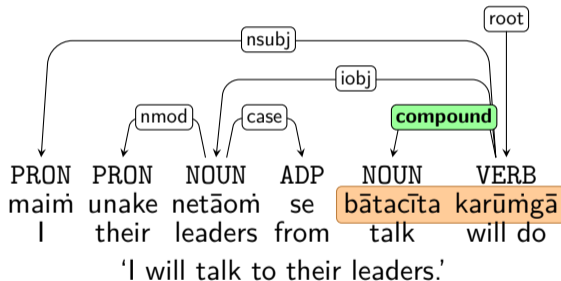 root
nsubj
iobj
nmod case compound
PRON PRON NOUN ADP NOUN VERB
maiṁ unake netāoṁ se bātacīta karūṁgā
I their leaders from talk will do
‘I will talk to their leaders.’